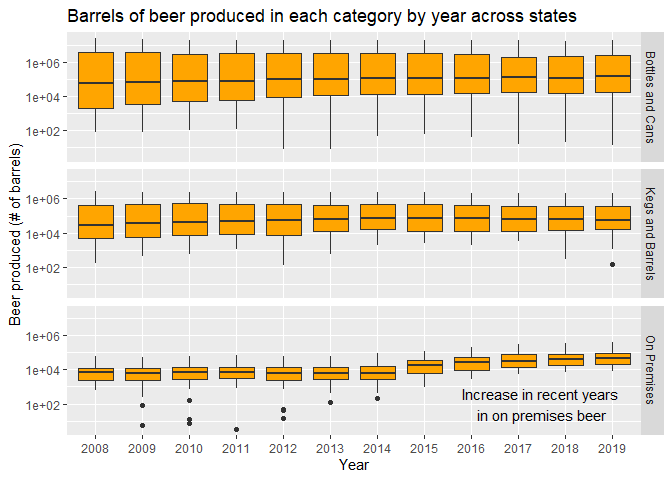 Barrels of beer produced in each category by year across states
Beer produced (# of barrels)
1e+06
1e+04
1e+02
Bottles and Cans
1e+06
1e+04
1e+02
Kegs and Barrels
1e+06
1e+04
1e+02
On Premises
Increase in recent years
in on premises beer
2008 2009 2010 2011 2012 2013 2014 2015 2016 2017 2018 2019
Year